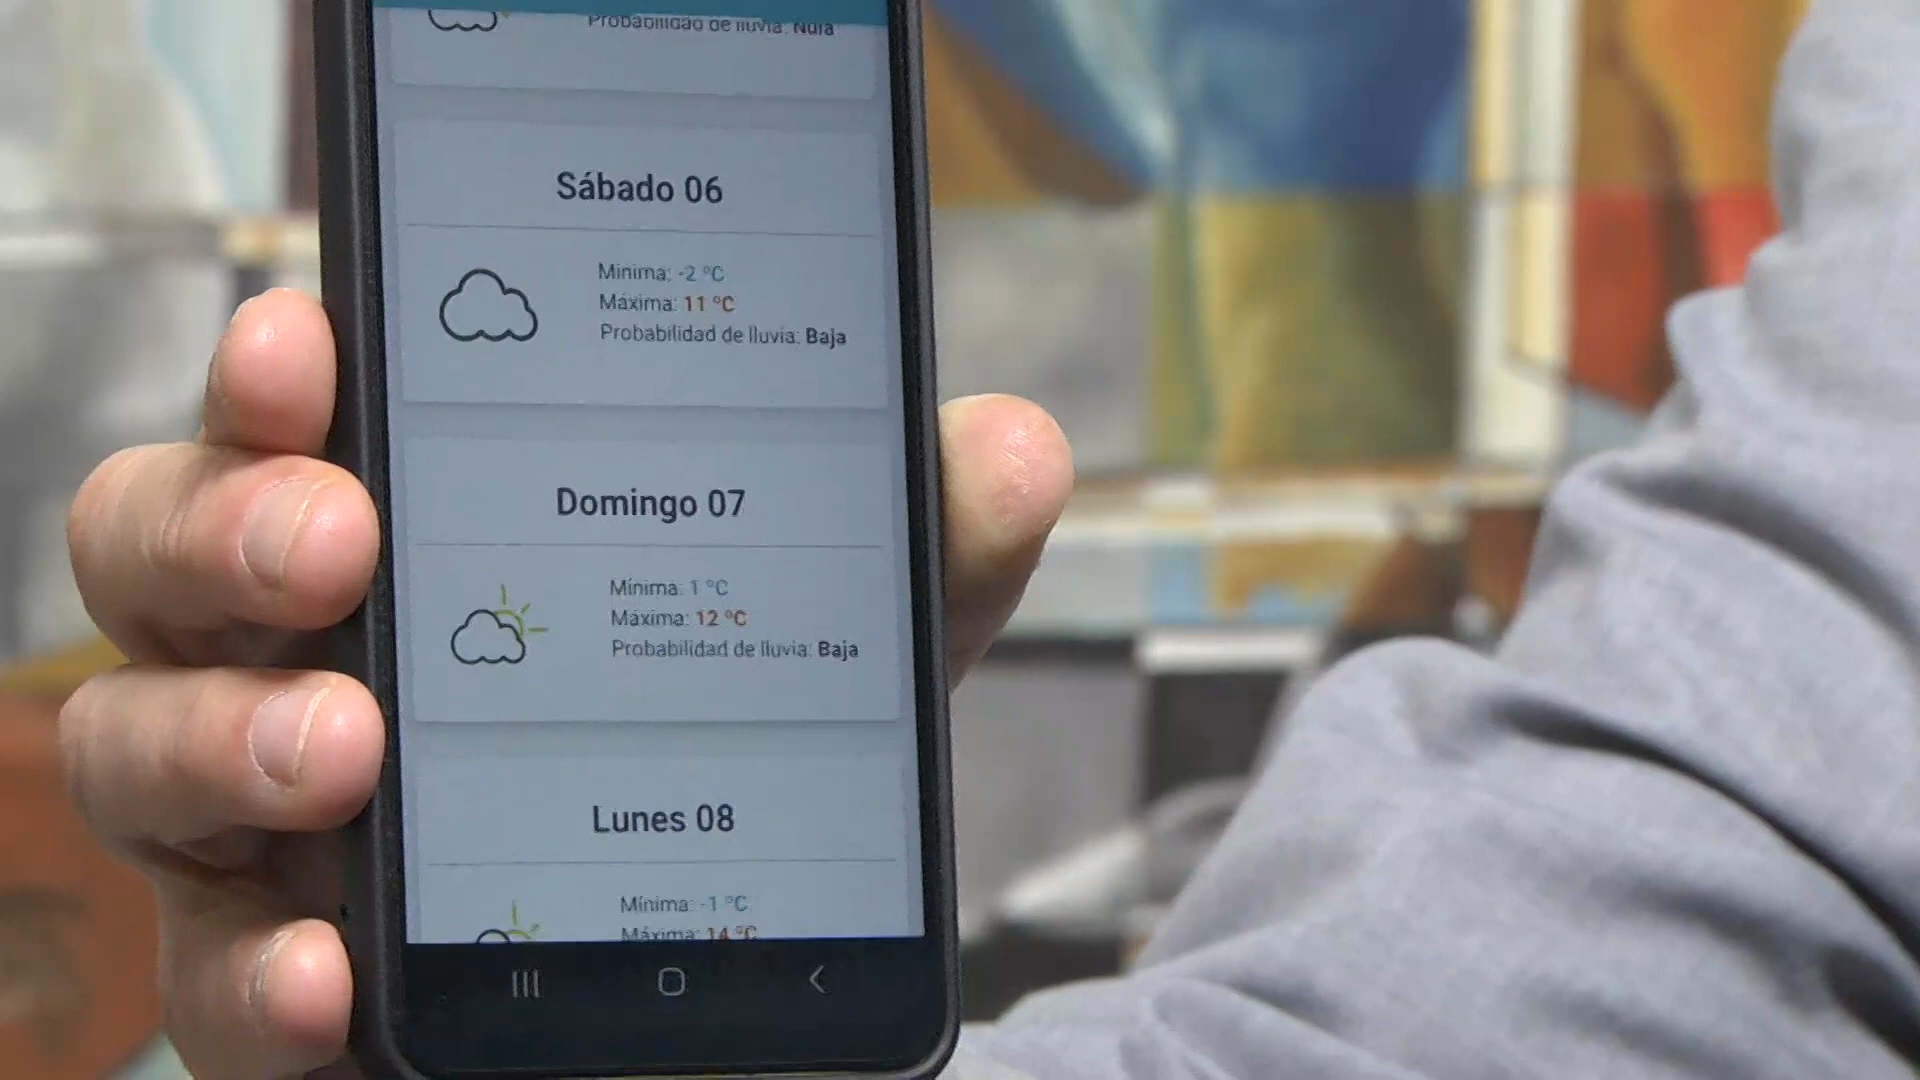 Probabilidad de lluvia: Nula
Sábado 06
Mínima: -2 °C
Máxima: 11 °C
Probabilidad de lluvia: Baja
Domingo 07
Mínima: 1 °C
Máxima: 12 °C
Probabilidad de lluvia: Baja
Lunes 08
Mínima: -1 °C
Máxima: 14 °C